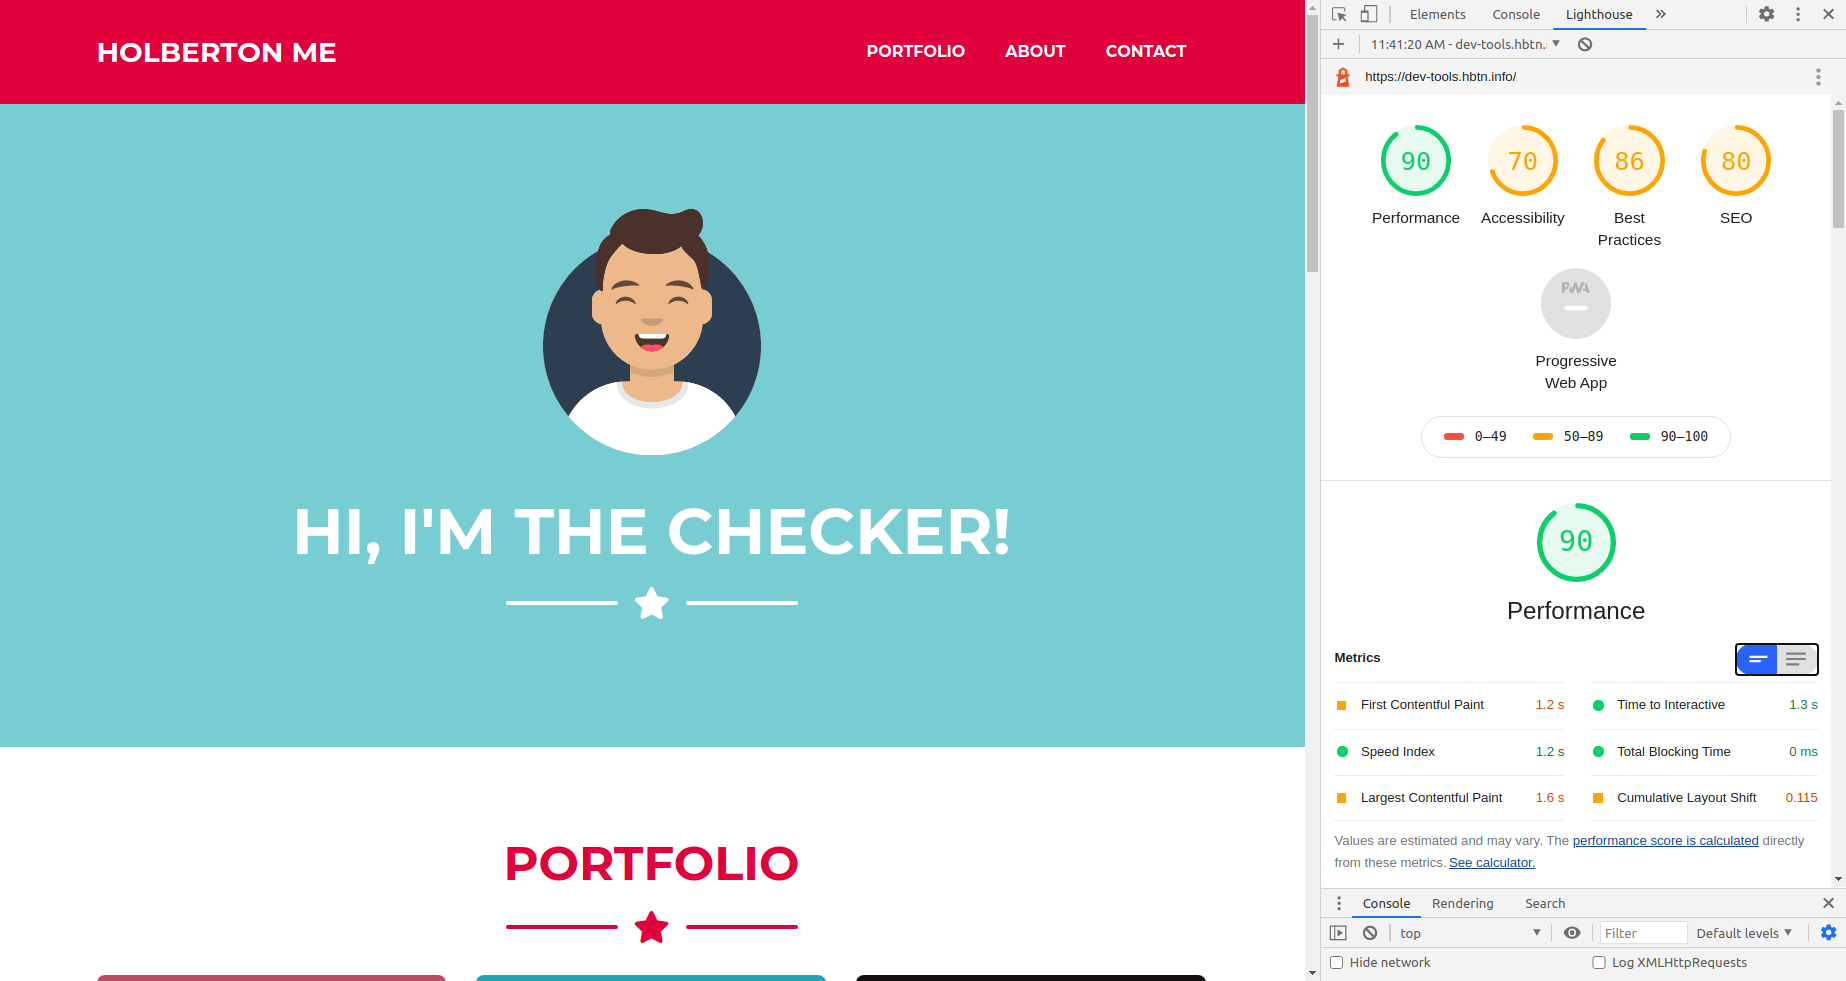 HOLBERTON ME
PORTFOLIO ABOUT CONTACT
HI, I'M THE CHECKER!
PORTFOLIO
Elements Console Lighthouse
11:41:20 AM - dev-tools.hbtn.
https://dev-tools.hbtn.info/
90 70 86 80
Performance Accessibility Best Practices SEO
PWA
Progressive
Web App
0–49 50–89 90–100
90
Performance
Metrics
First Contentful Paint 1.2 s Time to Interactive 1.3 s
Speed Index 1.2 s Total Blocking Time 0 ms
Largest Contentful Paint 1.6 s Cumulative Layout Shift 0.115
Values are estimated and may vary. The performance score is calculated directly
from these metrics. See calculator.
Console Rendering Search
top Filter Default levels
Hide network Log XMLHttpRequests